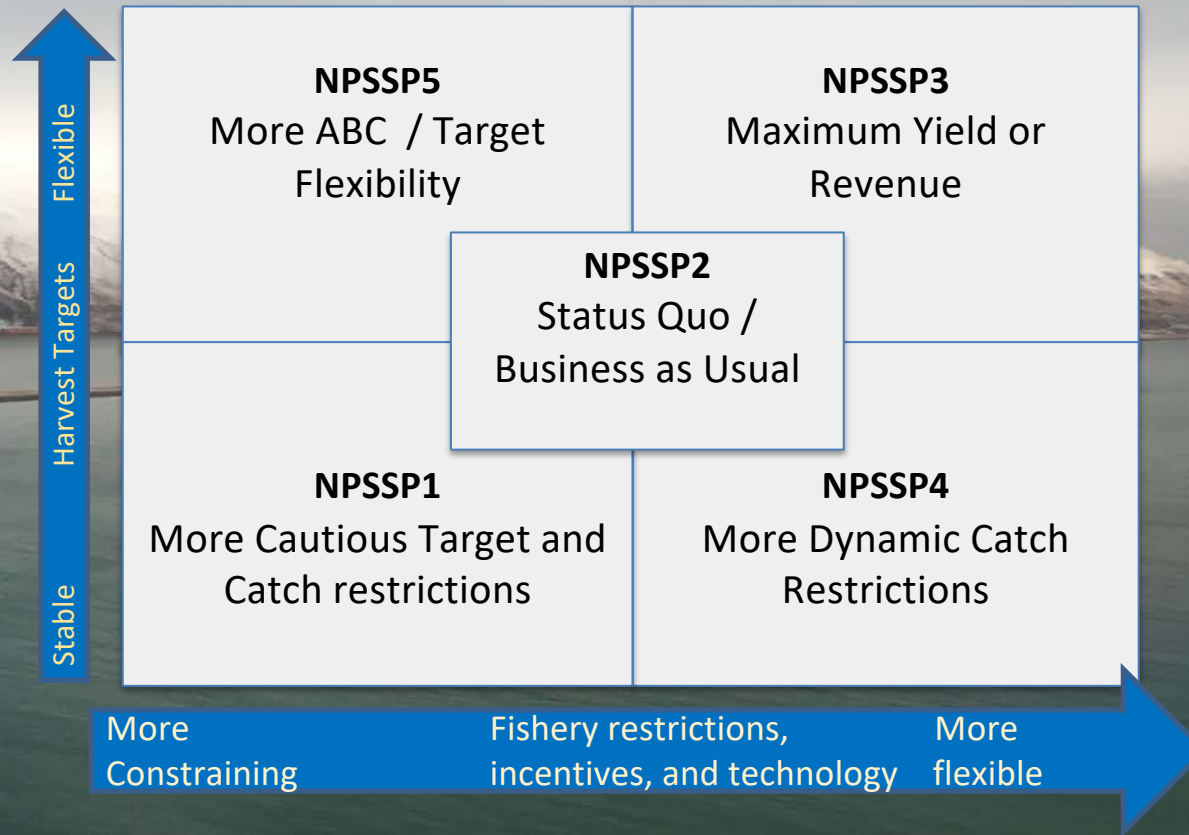 NPSSP5
More ABC / Target
Flexibility
NPSSP3
Maximum Yield or
Revenue
NPSSP2
Status Quo /
Business as Usual
NPSSP1
More Cautious Target and
Catch restrictions
NPSSP4
More Dynamic Catch
Restrictions
Stable Harvest Targets Flexible
More
Constraining
Fishery restrictions,
incentives, and technology
More
flexible